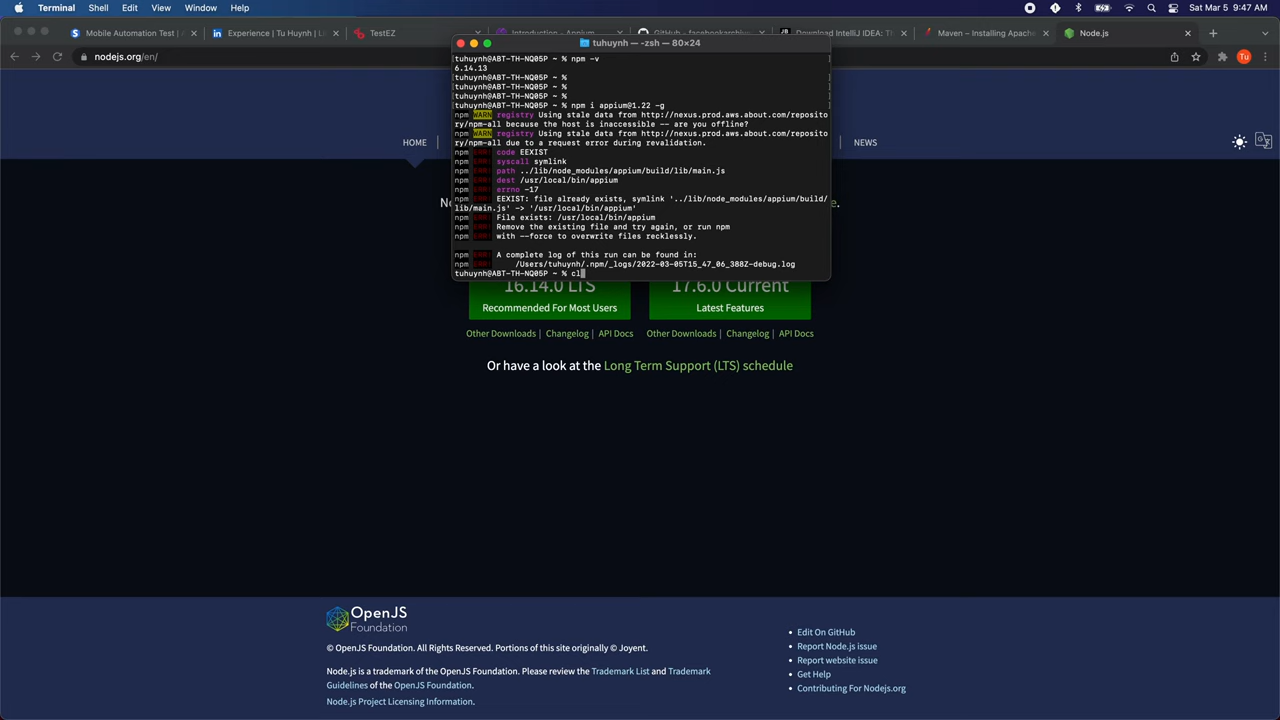 Terminal Shell Edit View Window Help Sat Mar 5 9:47 AM
Mobile Automation Test | Experience | Tu Huynh | L TestEZ Introduction - Appium GitHub - facebookarchiv Download IntelliJ IDEA: Th Maven – Installing Apache Node.js
nodejs.org/en/ Tu
tuhuynh — -zsh — 80×24
tuhuynh@ABT-TH-NQ05P ~ % npm -v
6.14.13
tuhuynh@ABT-TH-NQ05P ~ %
tuhuynh@ABT-TH-NQ05P ~ %
tuhuynh@ABT-TH-NQ05P ~ %
tuhuynh@ABT-TH-NQ05P ~ % npm i appium@1.22 -g
npm WARN registry Using stale data from http://nexus.prod.aws.about.com/reposito
ry/npm-all because the host is inaccessible -- are you offline?
npm WARN registry Using stale data from http://nexus.prod.aws.about.com/reposito
ry/npm-all due to a request error during revalidation.
npm ERR! code EEXIST
npm ERR! syscall symlink
npm ERR! path ../lib/node_modules/appium/build/lib/main.js
npm ERR! dest /usr/local/bin/appium
npm ERR! errno -17
npm ERR! EEXIST: file already exists, symlink '../lib/node_modules/appium/build/
lib/main.js' -> '/usr/local/bin/appium'
npm ERR! File exists: /usr/local/bin/appium
npm ERR! Remove the existing file and try again, or run npm
npm ERR! with --force to overwrite files recklessly.
npm ERR! A complete log of this run can be found in:
npm ERR! /Users/tuhuynh/.npm/_logs/2022-03-05T15_47_06_388Z-debug.log
tuhuynh@ABT-TH-NQ05P ~ % cl
HOME NEWS
16.14.0 LTS 17.6.0 Current
Recommended For Most Users Latest Features
Other Downloads | Changelog | API Docs Other Downloads | Changelog | API Docs
Or have a look at the Long Term Support (LTS) schedule
OpenJS
Foundation
© OpenJS Foundation. All Rights Reserved. Portions of this site originally © Joyent.
Node.js is a trademark of the OpenJS Foundation. Please review the Trademark List and Trademark
Guidelines of the OpenJS Foundation.
Node.js Project Licensing Information.
Edit On GitHub
Report Node.js issue
Report website issue
Get Help
Contributing For Nodejs.org